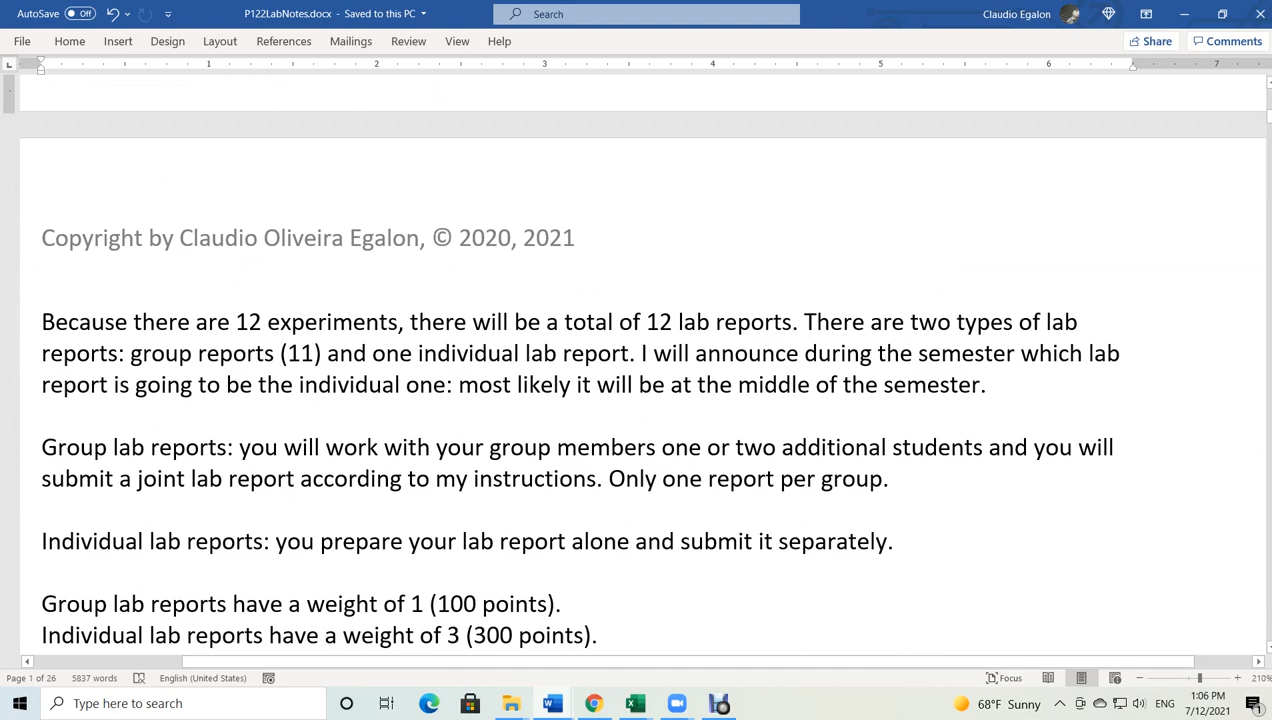 AutoSave Off P122LabNotes.docx - Saved to this PC Search Claudio Egalon
File Home Insert Design Layout References Mailings Review View Help Share Comments
1 2 3 4 5 6 7
Copyright by Claudio Oliveira Egalon, © 2020, 2021
Because there are 12 experiments, there will be a total of 12 lab reports. There are two types of lab
reports: group reports (11) and one individual lab report. I will announce during the semester which lab
report is going to be the individual one: most likely it will be at the middle of the semester.
Group lab reports: you will work with your group members one or two additional students and you will
submit a joint lab report according to my instructions. Only one report per group.
Individual lab reports: you prepare your lab report alone and submit it separately.
Group lab reports have a weight of 1 (100 points).
Individual lab reports have a weight of 3 (300 points).
Page 1 of 26 5837 words English (United States) Focus 210%
Type here to search 68°F Sunny ENG 1:06 PM
7/12/2021 1